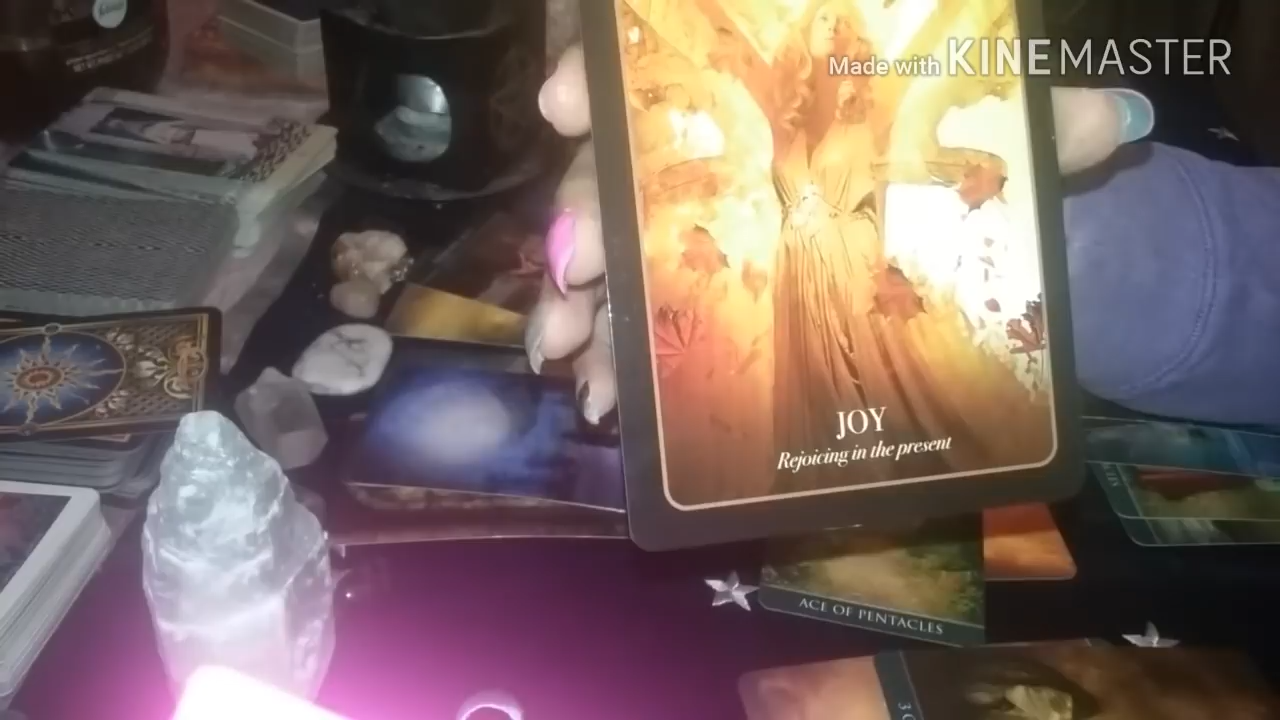 Made with KINEMASTER
JOY
Rejoicing in the present
ACE OF PENTACLES